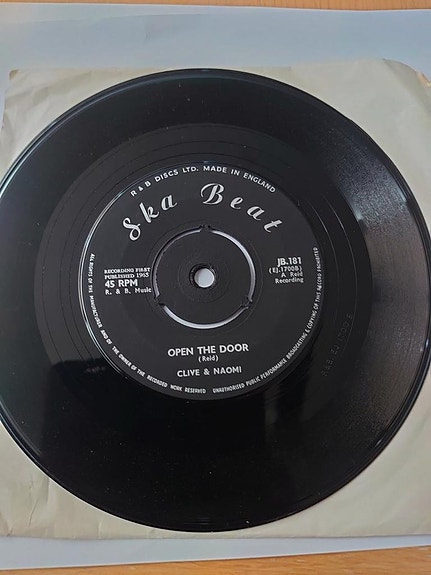 R & B DISCS LTD. MADE IN ENGLAND
Ska Beat
RECORDING FIRST
PUBLISHED 1965
45 RPM
R. & B. Music
JB.181
(EJ.1700B)
A Reid
Recording
OPEN THE DOOR
(Reid)
CLIVE & NAOMI
ALL RIGHTS OF THE MANUFACTURER AND OF THE OWNER OF THE RECORDED WORK RESERVED UNAUTHORISED PUBLIC PERFORMANCE BROADCASTING & COPYING OF THIS RECORD PROHIBITED